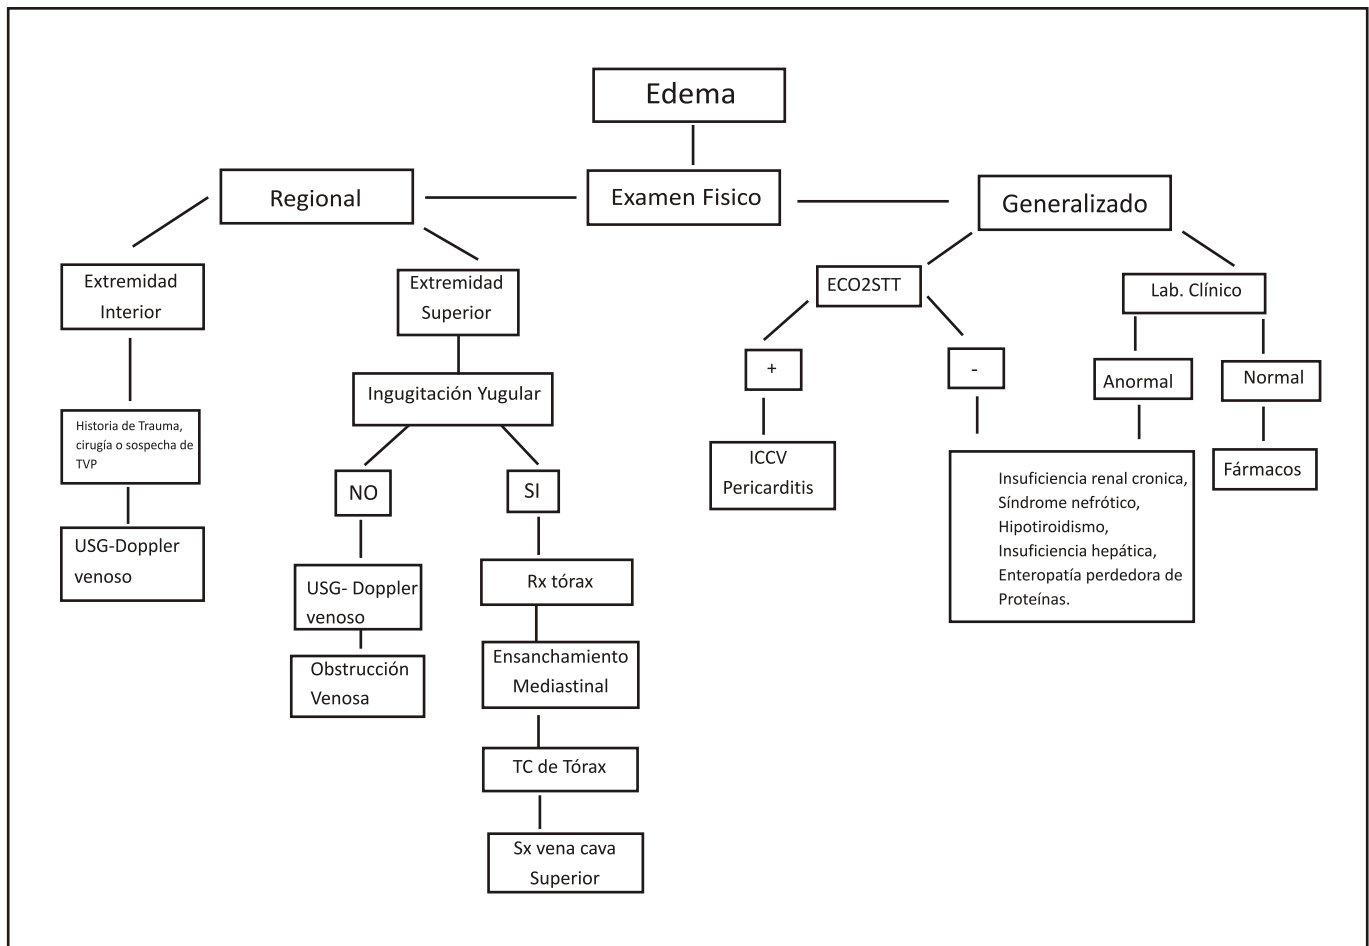 Edema
Regional
Examen Fisico
Generalizado
Extremidad
Interior
Extremidad
Superior
ECO2STT
Lab. Clínico
Ingugitación Yugular
+
-
Anormal
Normal
Historia de Trauma,
cirugía o sospecha de
TVP
NO
SI
ICCV
Pericarditis
Insuficiencia renal cronica,
Síndrome nefrótico,
Hipotiroidismo,
Insuficiencia hepática,
Enteropatía perdedora de
Proteínas.
Fármacos
USG-Doppler
venoso
USG- Doppler
venoso
Rx tórax
Obstrucción
Venosa
Ensanchamiento
Mediastinal
TC de Tórax
Sx vena cava
Superior